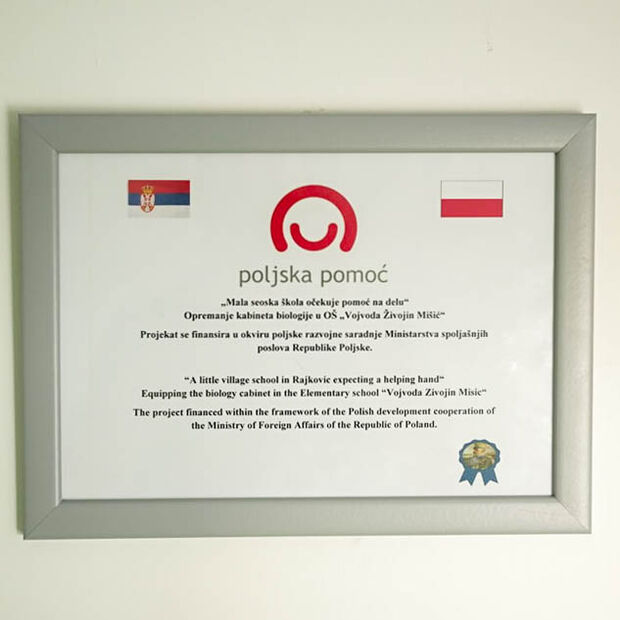 poljska pomoć
„Mala seoska škola očekuje pomoć na delu“
Opremanje kabineta biologije u OŠ „Vojvoda Živojin Mišić“
Projekat se finansira u okviru poljske razvojne saradnje Ministarstva spoljašnjih
poslova Republike Poljske.
“A little village school in Rajkovic expecting a helping hand“
Equipping the biology cabinet in the Elementary school “Vojvoda Zivojin Misic“
The project financed within the framework of the Polish development cooperation of
the Ministry of Foreign Affairs of the Republic of Poland.